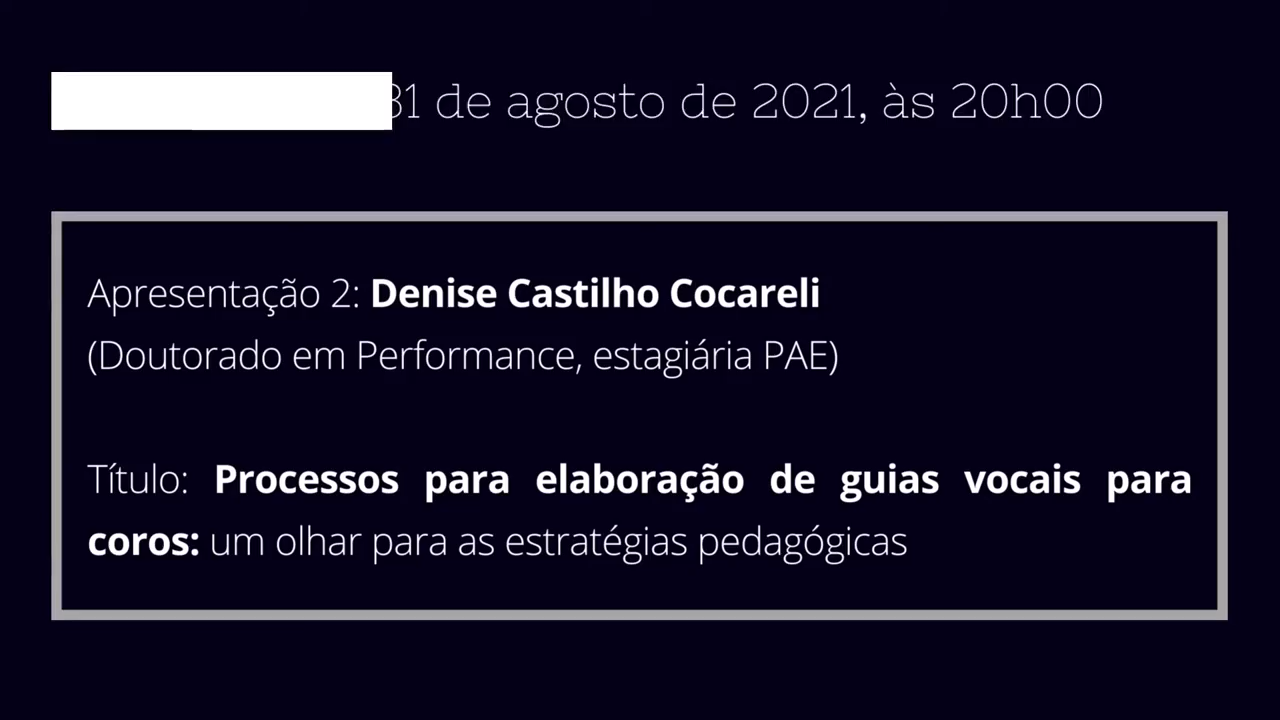 31 de agosto de 2021, às 20h00
Apresentação 2: Denise Castilho Cocareli
(Doutorado em Performance, estagiária PAE)
Título: Processos para elaboração de guias vocais para
coros: um olhar para as estratégias pedagógicas